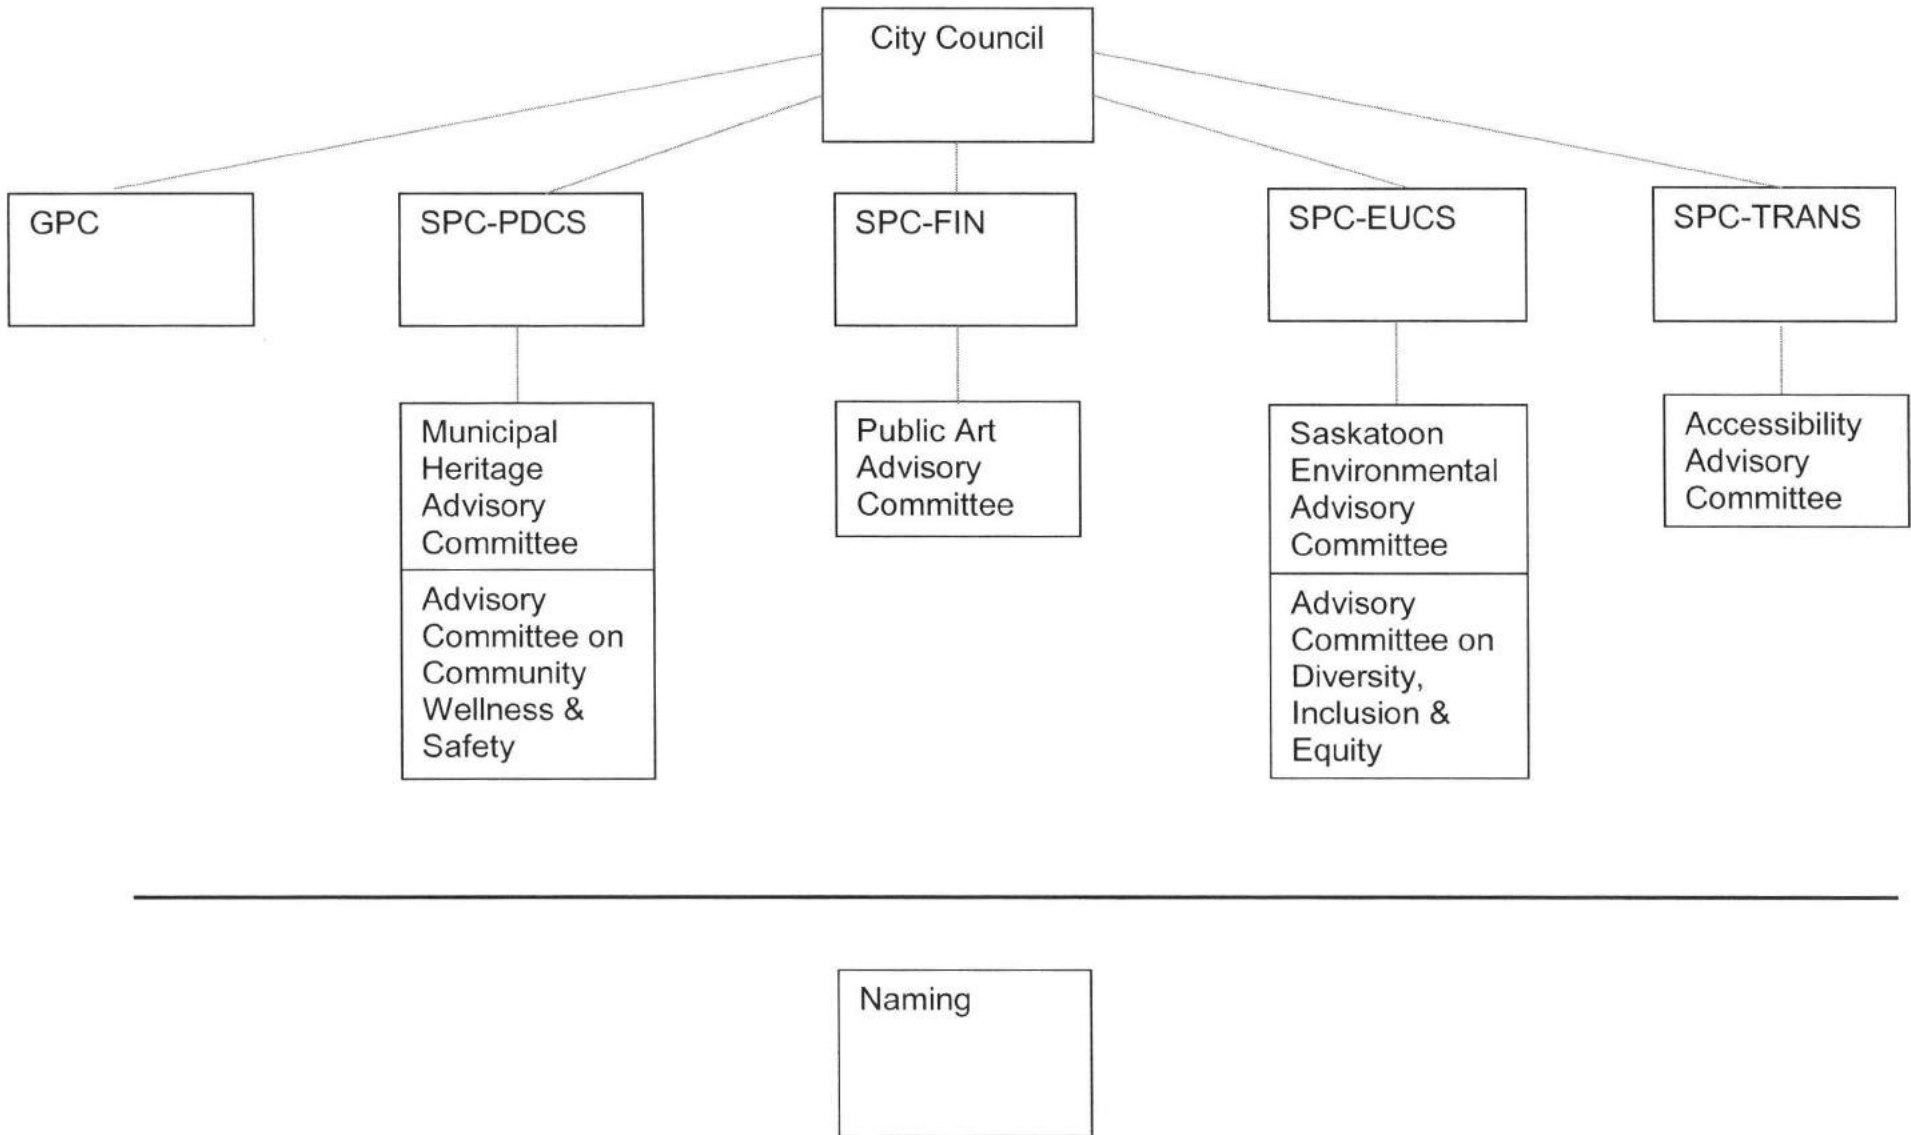 City Council
GPC
SPC-PDCS
SPC-FIN
SPC-EUCS
SPC-TRANS
Municipal
Heritage
Advisory
Committee
Advisory
Committee on
Community
Wellness &
Safety
Public Art
Advisory
Committee
Saskatoon
Environmental
Advisory
Committee
Advisory
Committee on
Diversity,
Inclusion &
Equity
Accessibility
Advisory
Committee
Naming